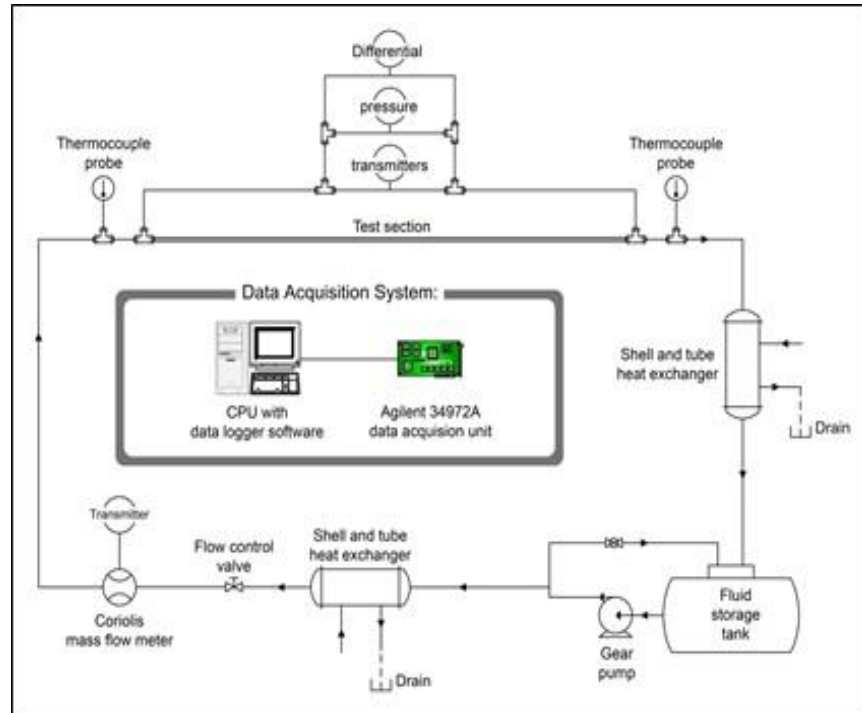 Differential
pressure
transmitters
Thermocouple
probe
Thermocouple
probe
Test section
Data Acquisition System:
CPU with
data logger software
Agilent 34972A
data acquision unit
Shell and tube
heat exchanger
Drain
Transmitter
Coriolis
mass flow meter
Flow control
valve
Shell and tube
heat exchanger
Drain
Gear
pump
Fluid
storage
tank